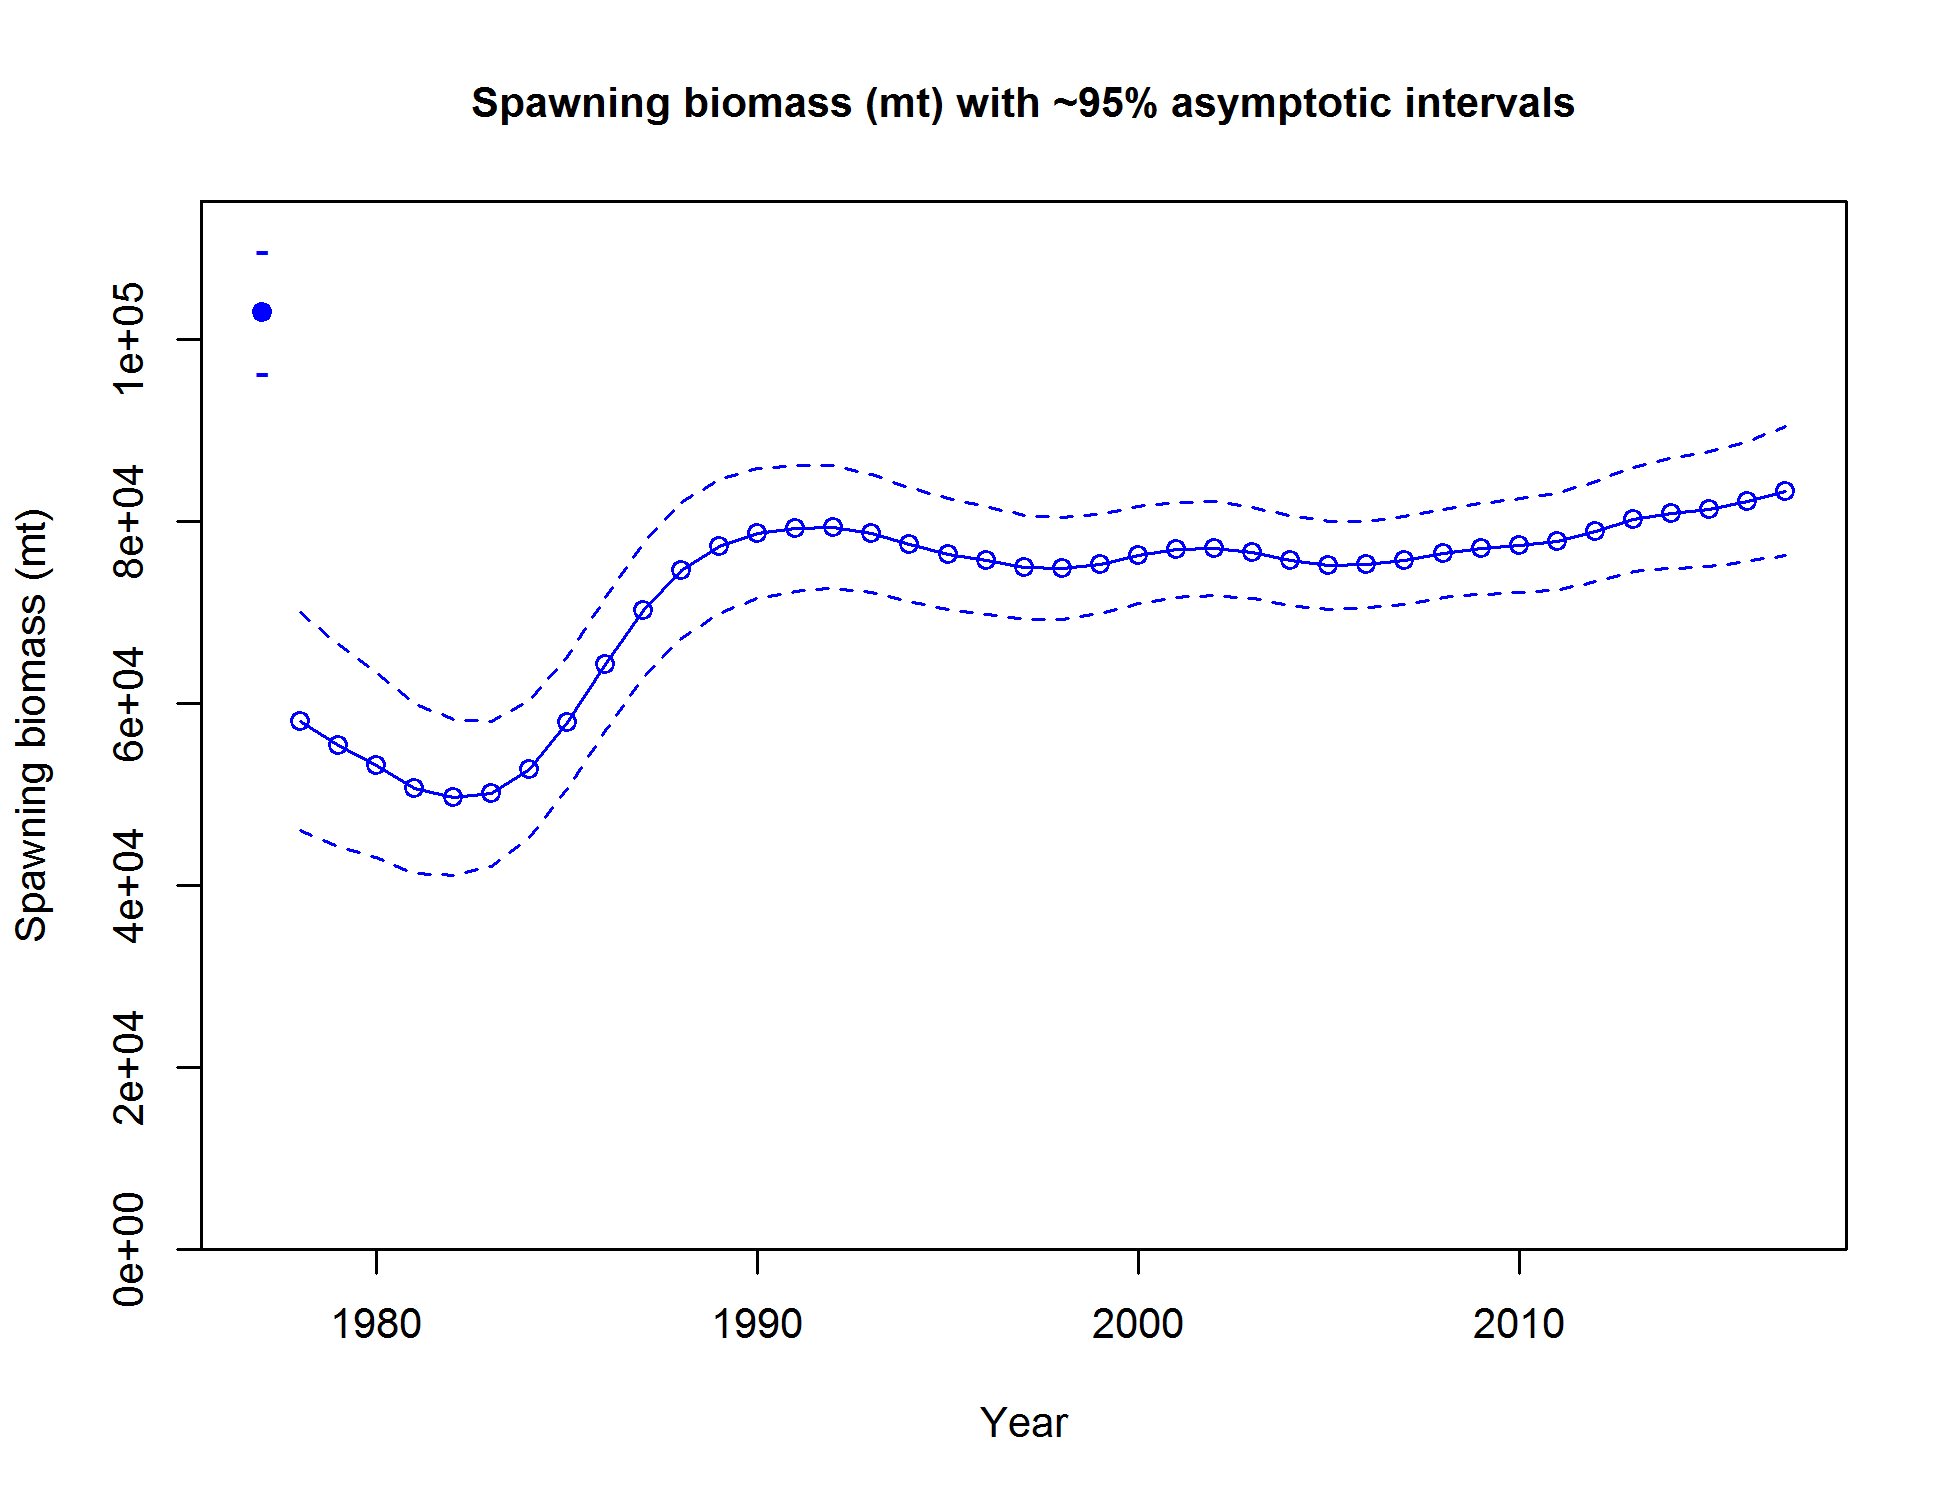 Spawning biomass (mt) with ~95% asymptotic intervals
Spawning biomass (mt)
1e+05
8e+04
6e+04
4e+04
2e+04
0e+00
1980 1990 2000 2010
Year